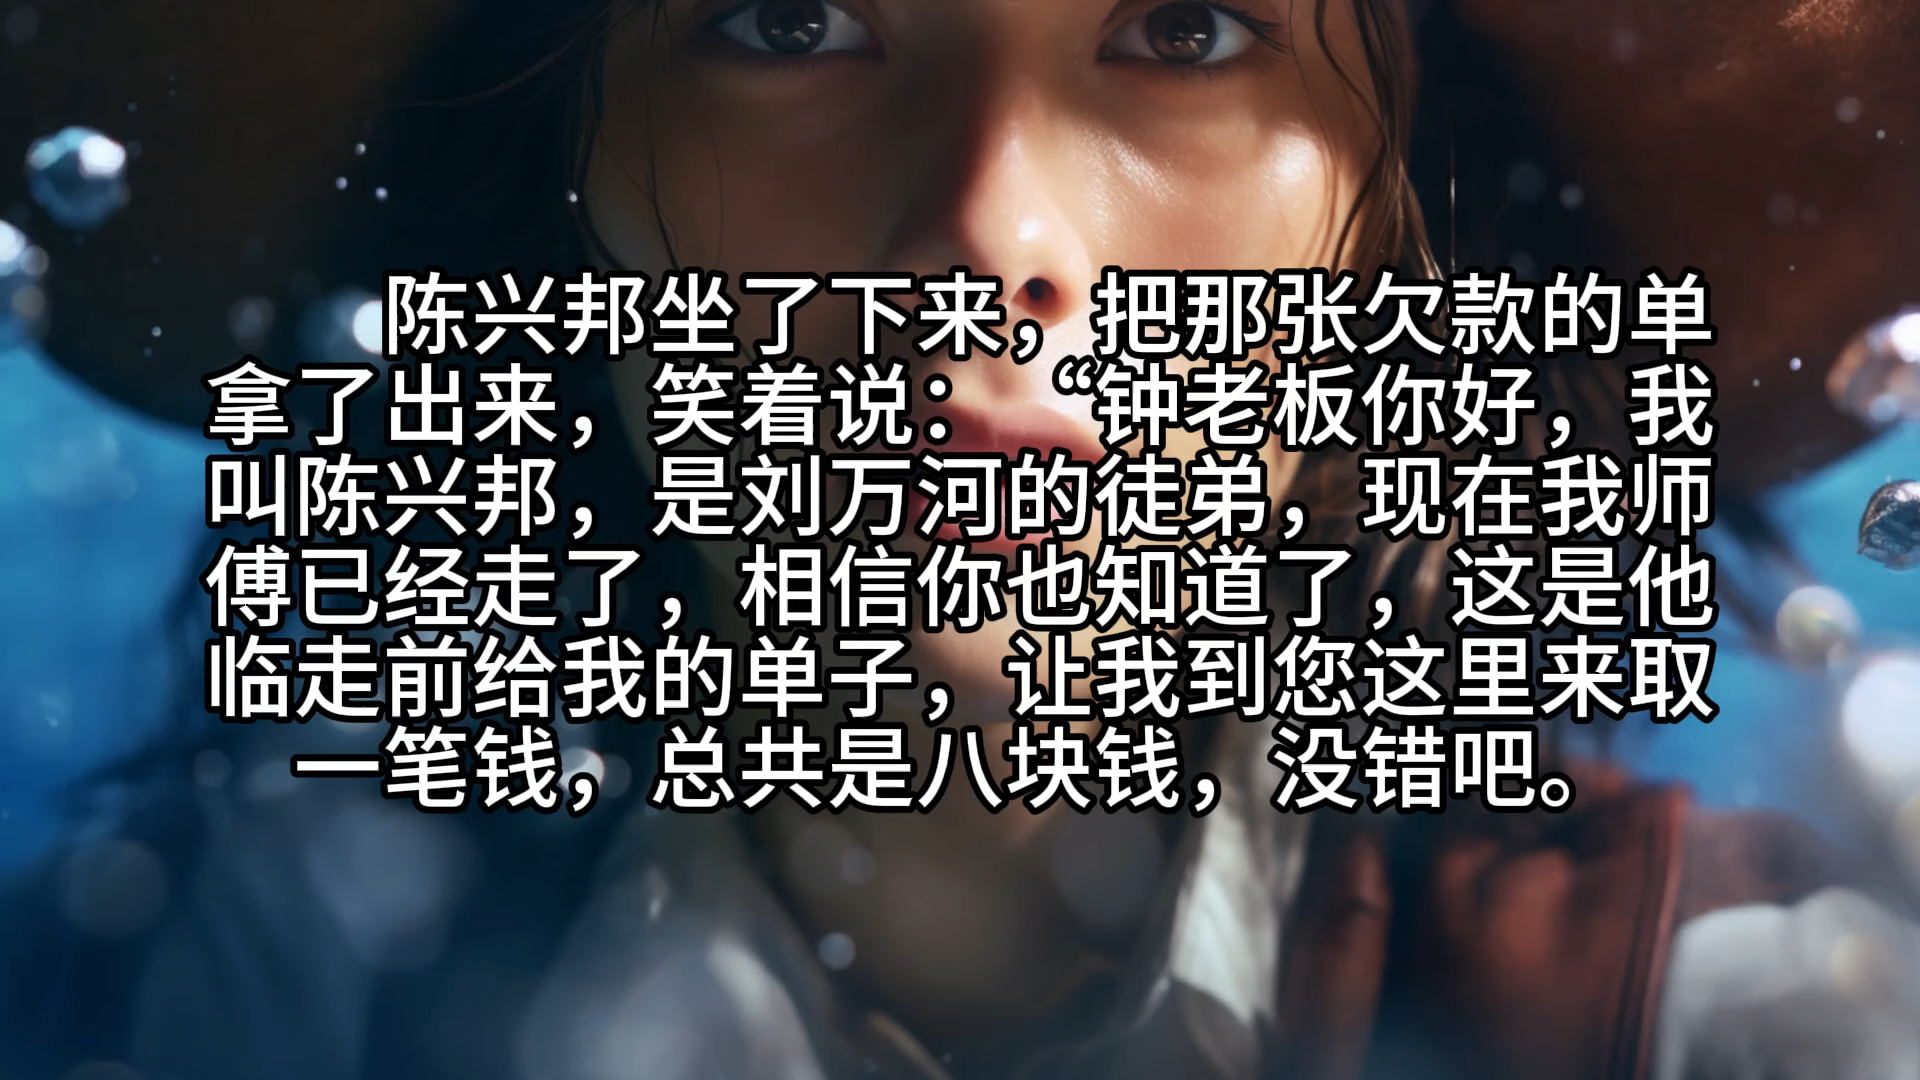 陈兴邦坐了下来，把那张欠款的单
拿了出来，笑着说：“钟老板你好，我
叫陈兴邦，是刘万河的徒弟，现在我师
傅已经走了，相信你也知道了，这是他
临走前给我的单子，让我到您这里来取
一笔钱，总共是八块钱，没错吧。